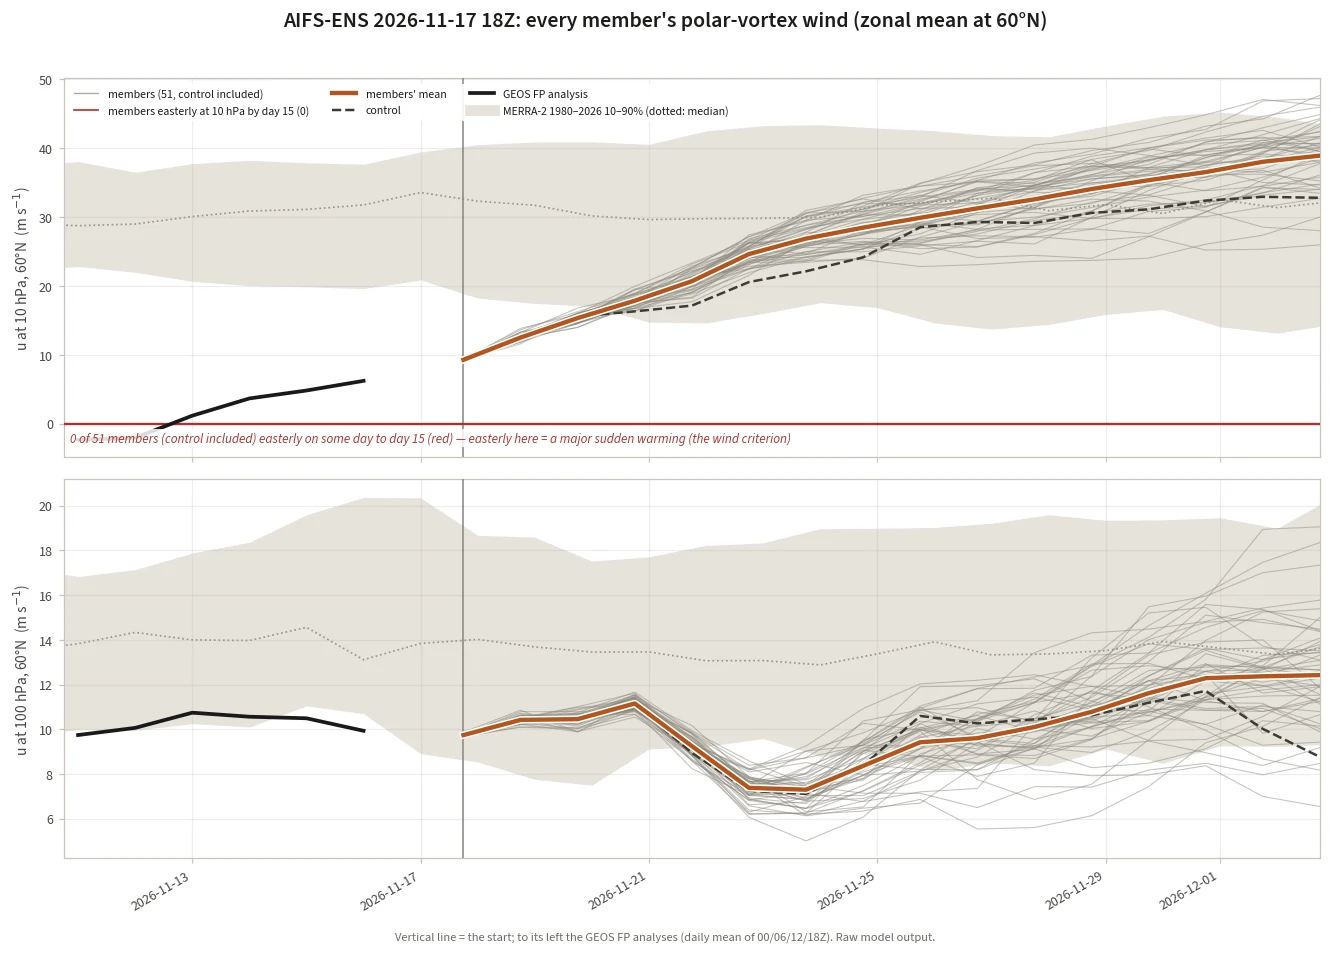 AIFS-ENS 2026-11-17 18Z: every member's polar-vortex wind (zonal mean at 60°N)
members (51, control included)
members easterly at 10 hPa by day 15 (0)
members' mean
control
GEOS FP analysis
MERRA-2 1980–2026 10–90% (dotted: median)
u at 10 hPa, 60°N (m s⁻¹)
50
40
30
20
10
0
0 of 51 members (control included) easterly on some day to day 15 (red) — easterly here = a major sudden warming (the wind criterion)
u at 100 hPa, 60°N (m s⁻¹)
20
18
16
14
12
10
8
6
2026-11-13
2026-11-17
2026-11-21
2026-11-25
2026-11-29
2026-12-01
Vertical line = the start; to its left the GEOS FP analyses (daily mean of 00/06/12/18Z). Raw model output.